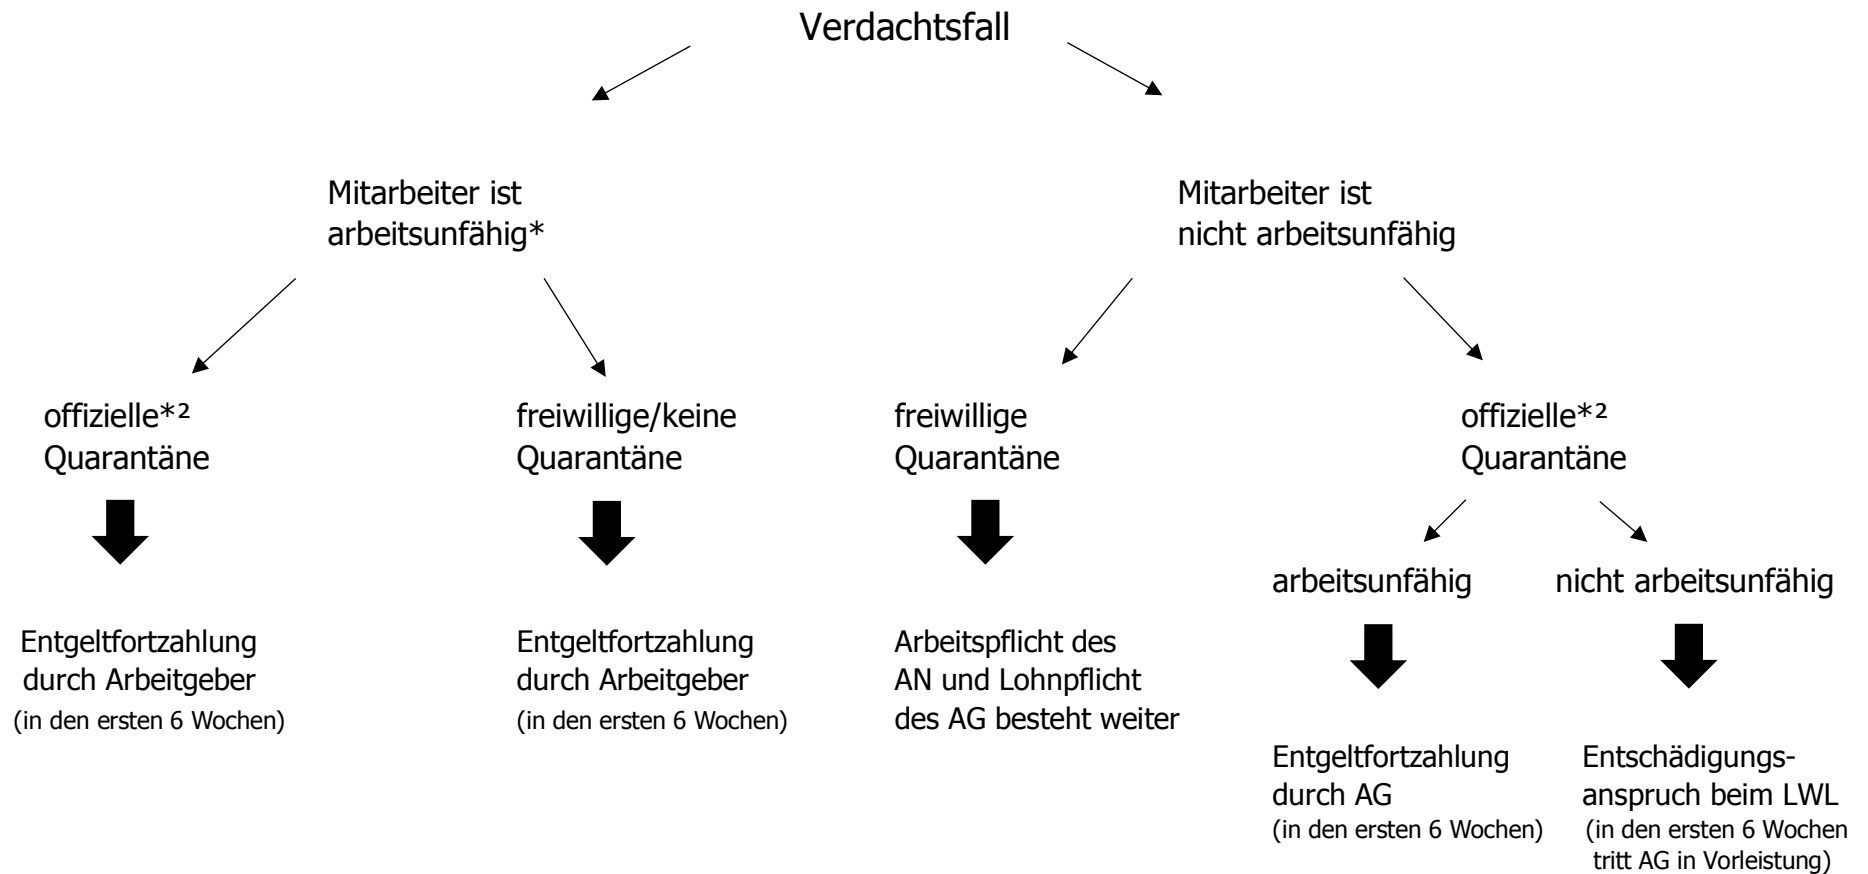 Verdachtsfall
Mitarbeiter ist
arbeitsunfähig*
Mitarbeiter ist
nicht arbeitsunfähig
offizielle*²
Quarantäne
freiwillige/keine
Quarantäne
freiwillige
Quarantäne
offizielle*²
Quarantäne
arbeitsunfähig
nicht arbeitsunfähig
Entgeltfortzahlung
durch Arbeitgeber
(in den ersten 6 Wochen)
Entgeltfortzahlung
durch Arbeitgeber
(in den ersten 6 Wochen)
Arbeitspflicht des
AN und Lohnpflicht
des AG besteht weiter
Entgeltfortzahlung
durch AG
(in den ersten 6 Wochen)
Entschädigungs-
anspruch beim LWL
(in den ersten 6 Wochen
tritt AG in Vorleistung)